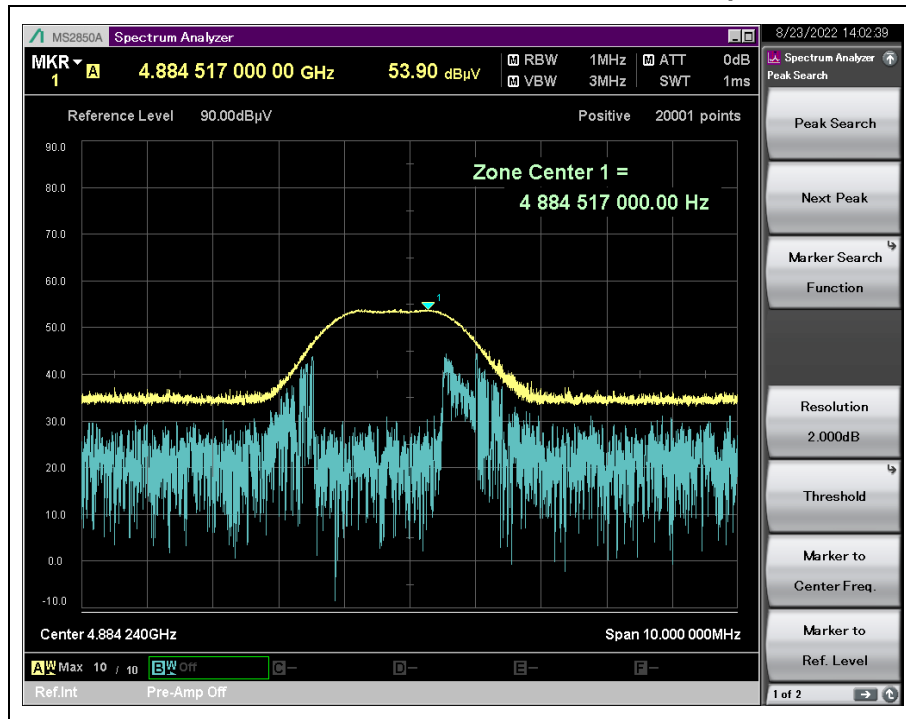 MS2850A Spectrum Analyzer
8/23/2022 14:02:39
MKR 1 A 4.884 517 000 00 GHz 53.90 dBµV
M RBW 1MHz M ATT 0dB
M VBW 3MHz SWT 1ms
Spectrum Analyzer
Peak Search
Reference Level 90.00dBµV Positive 20001 points
Zone Center 1 =
4 884 517 000.00 Hz
90.0
80.0
70.0
60.0
50.0
40.0
30.0
20.0
10.0
0.0
-10.0
1
Center 4.884 240GHz Span 10.000 000MHz
A W Max 10 / 10 B W Off C – D – E – F –
Ref.Int Pre-Amp Off
Peak Search
Next Peak
Marker Search
Function
Resolution
2.000dB
Threshold
Marker to
Center Freq.
Marker to
Ref. Level
1 of 2